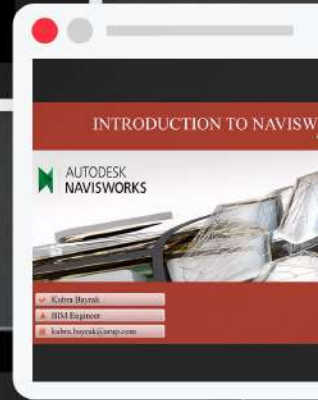 INTRODUCTION TO NAVISW
AUTODESK
NAVISWORKS
Kubra Bayrak
BIM Engineer
kubra.bayrak@arup.com